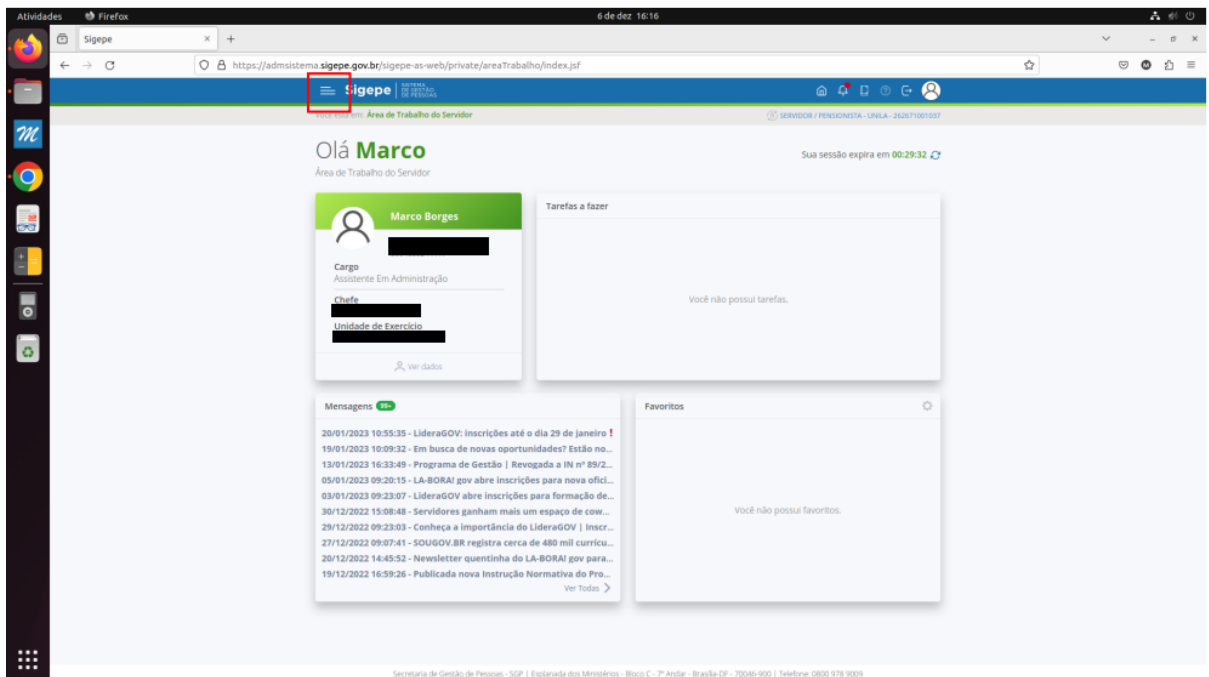 Atividades Firefox 6 de dez 16:16
Sigepe
https://admsistema.sigepe.gov.br/sigepe-as-web/private/areaTrabalho/index.jsf
Sigepe SISTEMA DE GESTÃO DE PESSOAS
Você está em: Área de Trabalho do Servidor SERVIDOR / PENSIONISTA - UNILA - 262671001037
Olá Marco
Área de Trabalho do Servidor
Sua sessão expira em 00:29:32
Marco Borges
Cargo
Assistente Em Administração
Chefe
Unidade de Exercício
Ver dados
Tarefas a fazer
Você não possui tarefas.
Mensagens 99+
20/01/2023 10:55:35 - LideraGOV: inscrições até o dia 29 de janeiro !
19/01/2023 10:09:32 - Em busca de novas oportunidades? Estão no...
13/01/2023 16:33:49 - Programa de Gestão | Revogada a IN nº 89/2...
05/01/2023 09:20:15 - LA-BORA! gov abre inscrições para nova ofici...
03/01/2023 09:23:07 - LideraGOV abre inscrições para formação de...
30/12/2022 15:08:48 - Servidores ganham mais um espaço de cow...
29/12/2022 09:23:03 - Conheça a importância do LideraGOV | Inscr...
27/12/2022 09:07:41 - SOUGOV.BR registra cerca de 480 mil currícu...
20/12/2022 14:45:52 - Newsletter quentinha do LA-BORA! gov para...
19/12/2022 16:59:26 - Publicada nova Instrução Normativa do Pro...
Ver Todas
Favoritos
Você não possui favoritos.
Secretaria de Gestão de Pessoas - SGP | Esplanada dos Ministérios - Bloco C - 7º Andar - Brasília-DF - 70046-900 | Telefone: 0800 978 9009